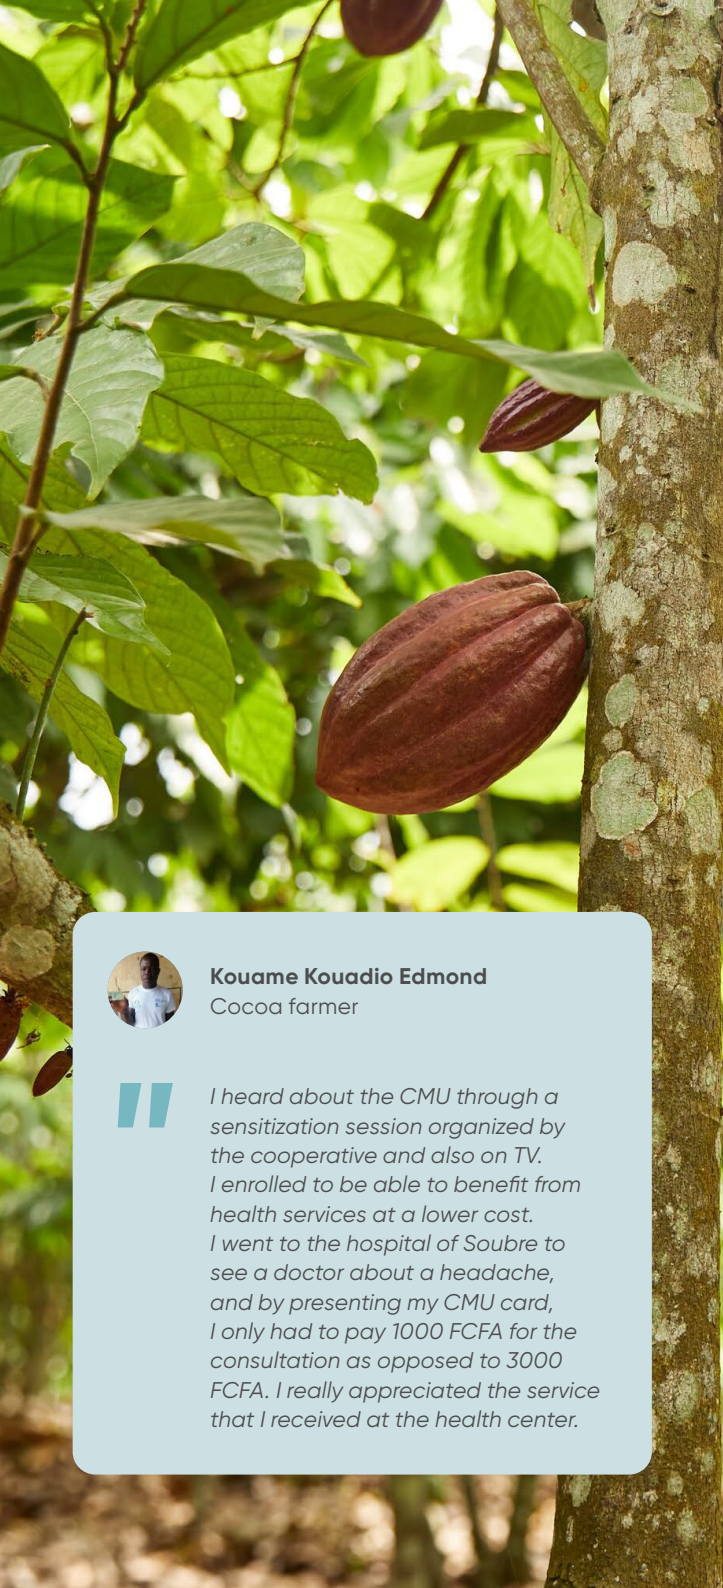 Kouame Kouadio Edmond
Cocoa farmer
"
I heard about the CMU through a
sensitization session organized by
the cooperative and also on TV.
I enrolled to be able to benefit from
health services at a lower cost.
I went to the hospital of Soubre to
see a doctor about a headache,
and by presenting my CMU card,
I only had to pay 1000 FCFA for the
consultation as opposed to 3000
FCFA. I really appreciated the service
that I received at the health center.